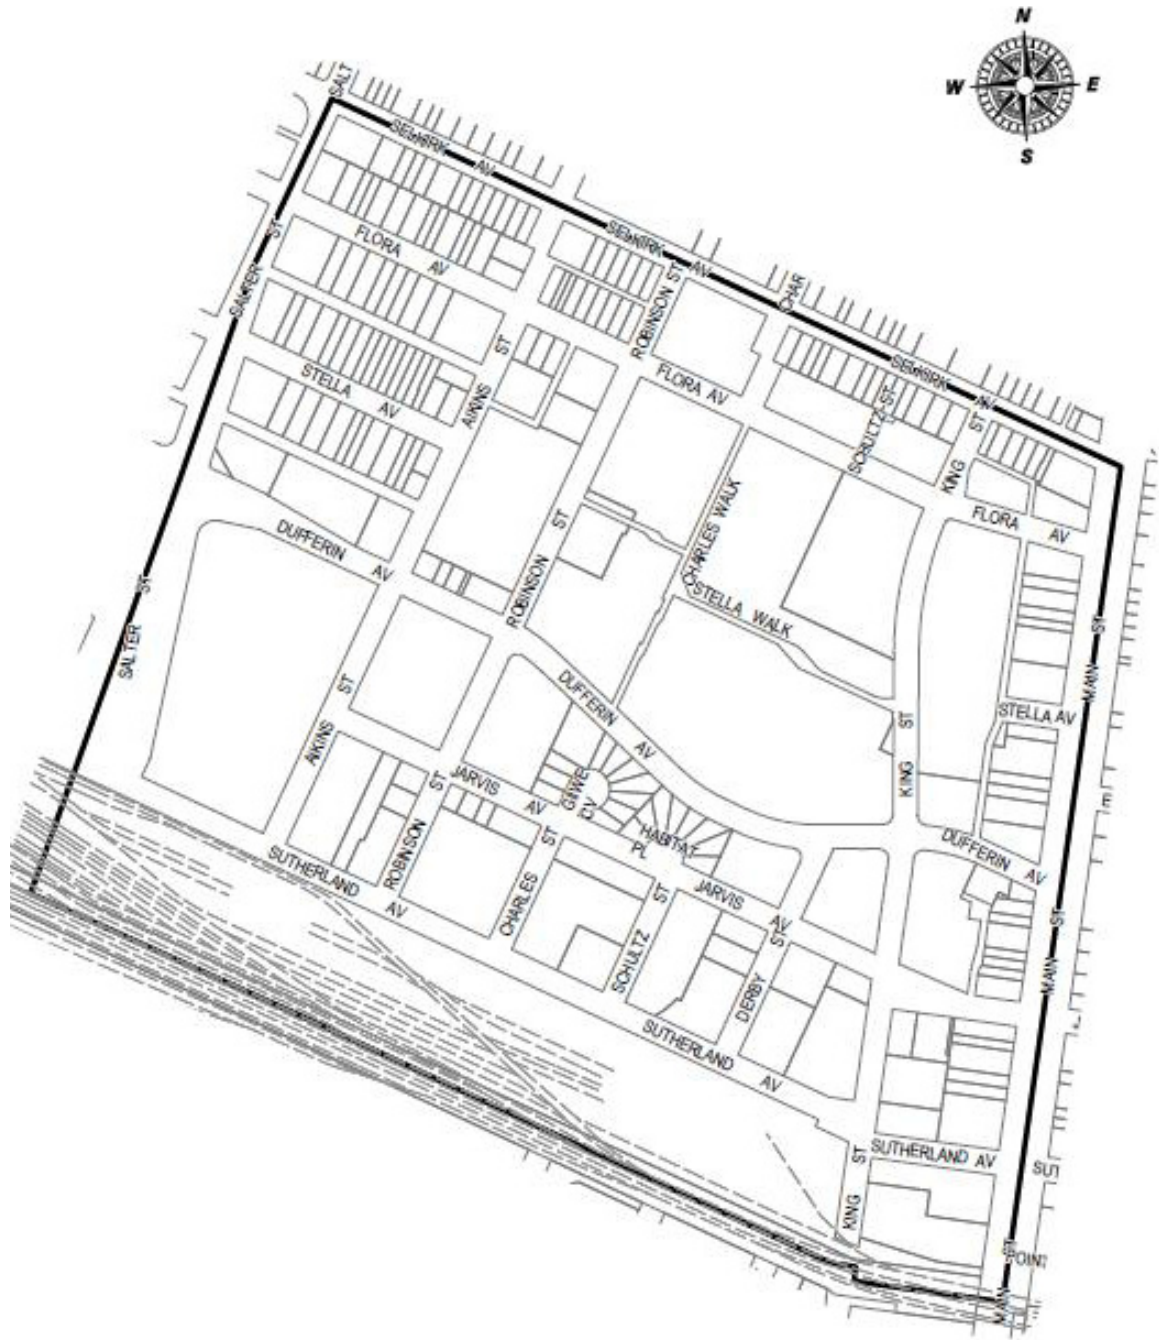 N
W
E
S
SALT
SELKIRK AV
SALTER ST
FLORA AV
SELKIRK AV
ROBINSON ST
CHAR
AIKINS ST
STELLA AV
FLORA AV
SELKIRK AV
SCHULTZ ST
KING ST
FLORA AV
DUFFERIN AV
ROBINSON ST
CHARLES WALK
STELLA WALK
SALTER ST
MAIN ST
AIKINS ST
DUFFERIN AV
STELLA AV
KING ST
JARVIS AV
GIIWE
ROBINSON ST
HABITAT PL
E
DUFFERIN AV
SUTHERLAND AV
CHARLES ST
SCHULTZ ST
JARVIS AV
DERBY ST
MAIN ST
SUTHERLAND AV
SUTHERLAND AV
SUT
KING ST
ST
POINT
MAIN